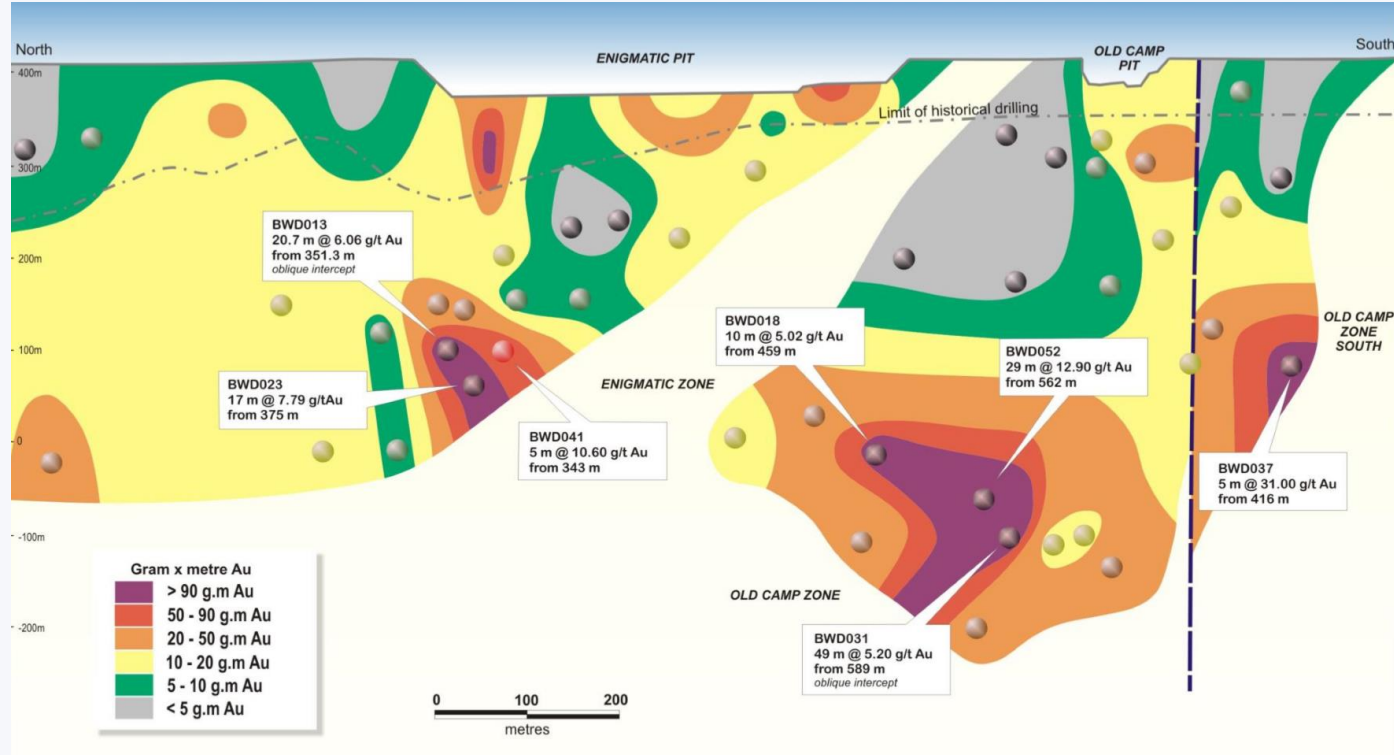 North
South
ENIGMATIC PIT
OLD CAMP
PIT
400m
Limit of historical drilling
300m
BWD013
20.7 m @ 6.06 g/t Au
from 351.3 m
oblique intercept
200m
BWD018
10 m @ 5.02 g/t Au
from 459 m
OLD CAMP
ZONE
SOUTH
100m
BWD052
29 m @ 12.90 g/t Au
from 562 m
BWD023
17 m @ 7.79 g/tAu
from 375 m
ENIGMATIC ZONE
BWD041
5 m @ 10.60 g/t Au
from 343 m
0
BWD037
5 m @ 31.00 g/t Au
from 416 m
-100m
OLD CAMP ZONE
-200m
BWD031
49 m @ 5.20 g/t Au
from 589 m
oblique intercept
Gram x metre Au
> 90 g.m Au
50 - 90 g.m Au
20 - 50 g.m Au
10 - 20 g.m Au
5 - 10 g.m Au
< 5 g.m Au
0 100 200
metres